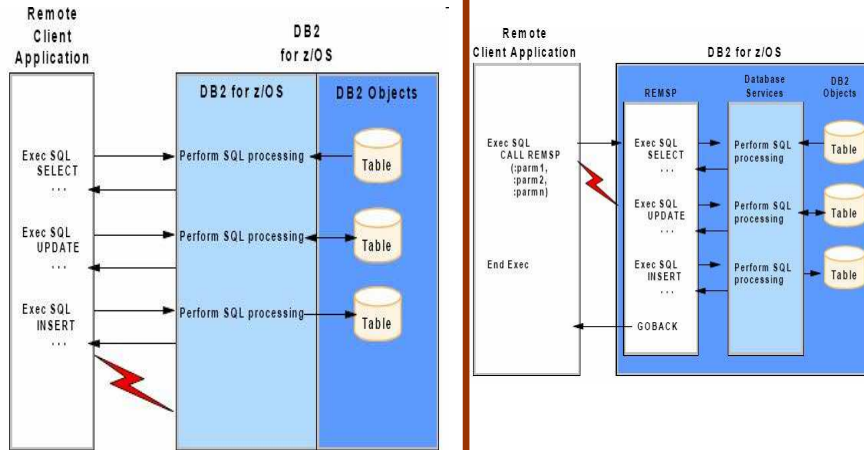 Remote
Client
Application
DB2
for z/OS
DB2 for z/OS
DB2 Objects
Exec SQL
SELECT
...
Perform SQL processing
Table
Exec SQL
UPDATE
...
Perform SQL processing
Table
Exec SQL
INSERT
...
Perform SQL processing
Table
Remote
Client Application
DB2 for z/OS
REMSP
Database
Services
DB2
Objects
Exec SQL
CALL REMSP
(:parm1,
:parm2,
:parmn)
End Exec
Exec SQL
SELECT
...
Perform SQL
processing
Table
Exec SQL
UPDATE
...
Perform SQL
processing
Table
Exec SQL
INSERT
...
Perform SQL
processing
Table
GOBACK